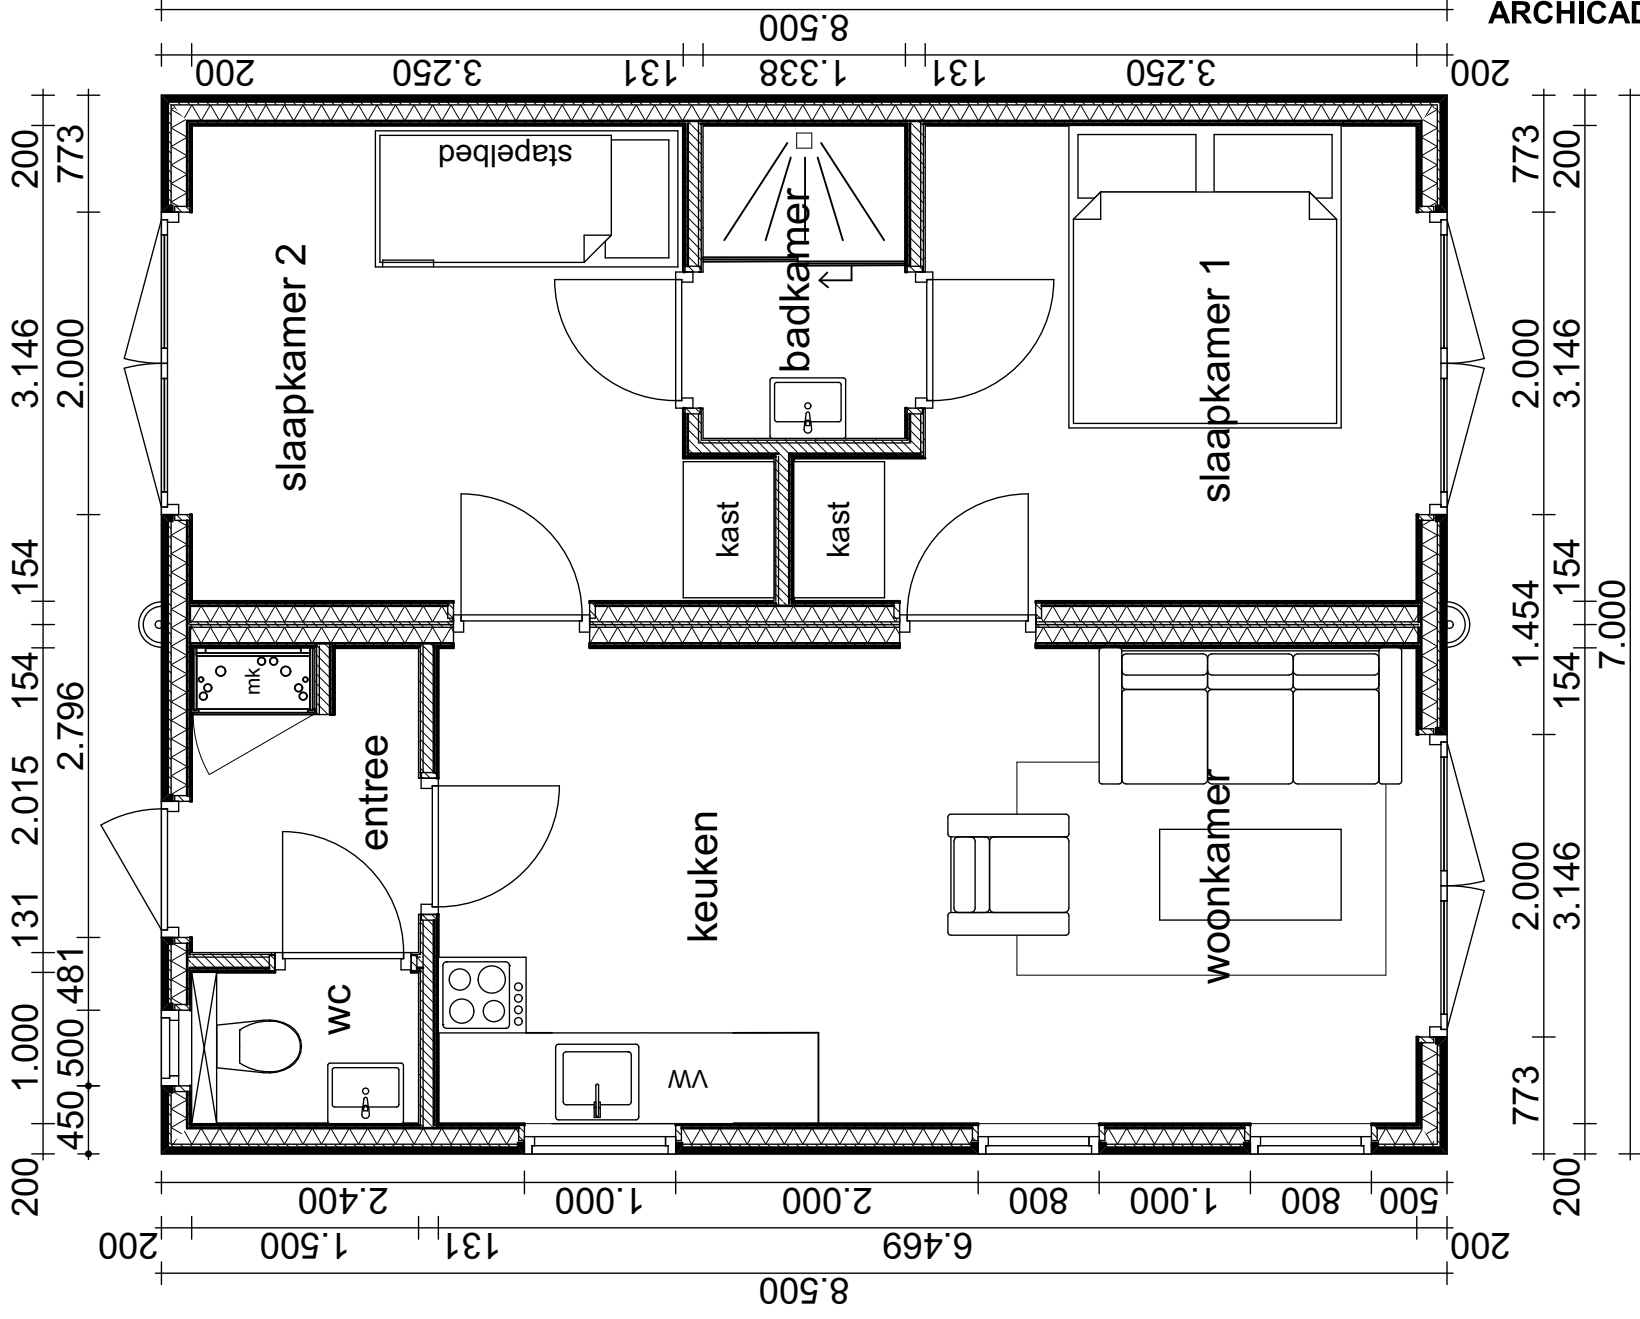 ARCHICAD
8.500
200 3.250 131 1.338 131 3.250 200
200 3.146 154 154 2.015 131 1.000 200
773 2.000 2.796 481 500 450
stapelbed
slaapkamer 2
badkamer
slaapkamer 1
kast
kast
mk
entree
wc
keuken
woonkamer
vw
773 2.000 1.454 2.000 773
200 3.146 154 154 3.146 200
7.000
2.400 1.000 2.000 800 1.000 800 500
200 1.500 131 6.469 200
8.500